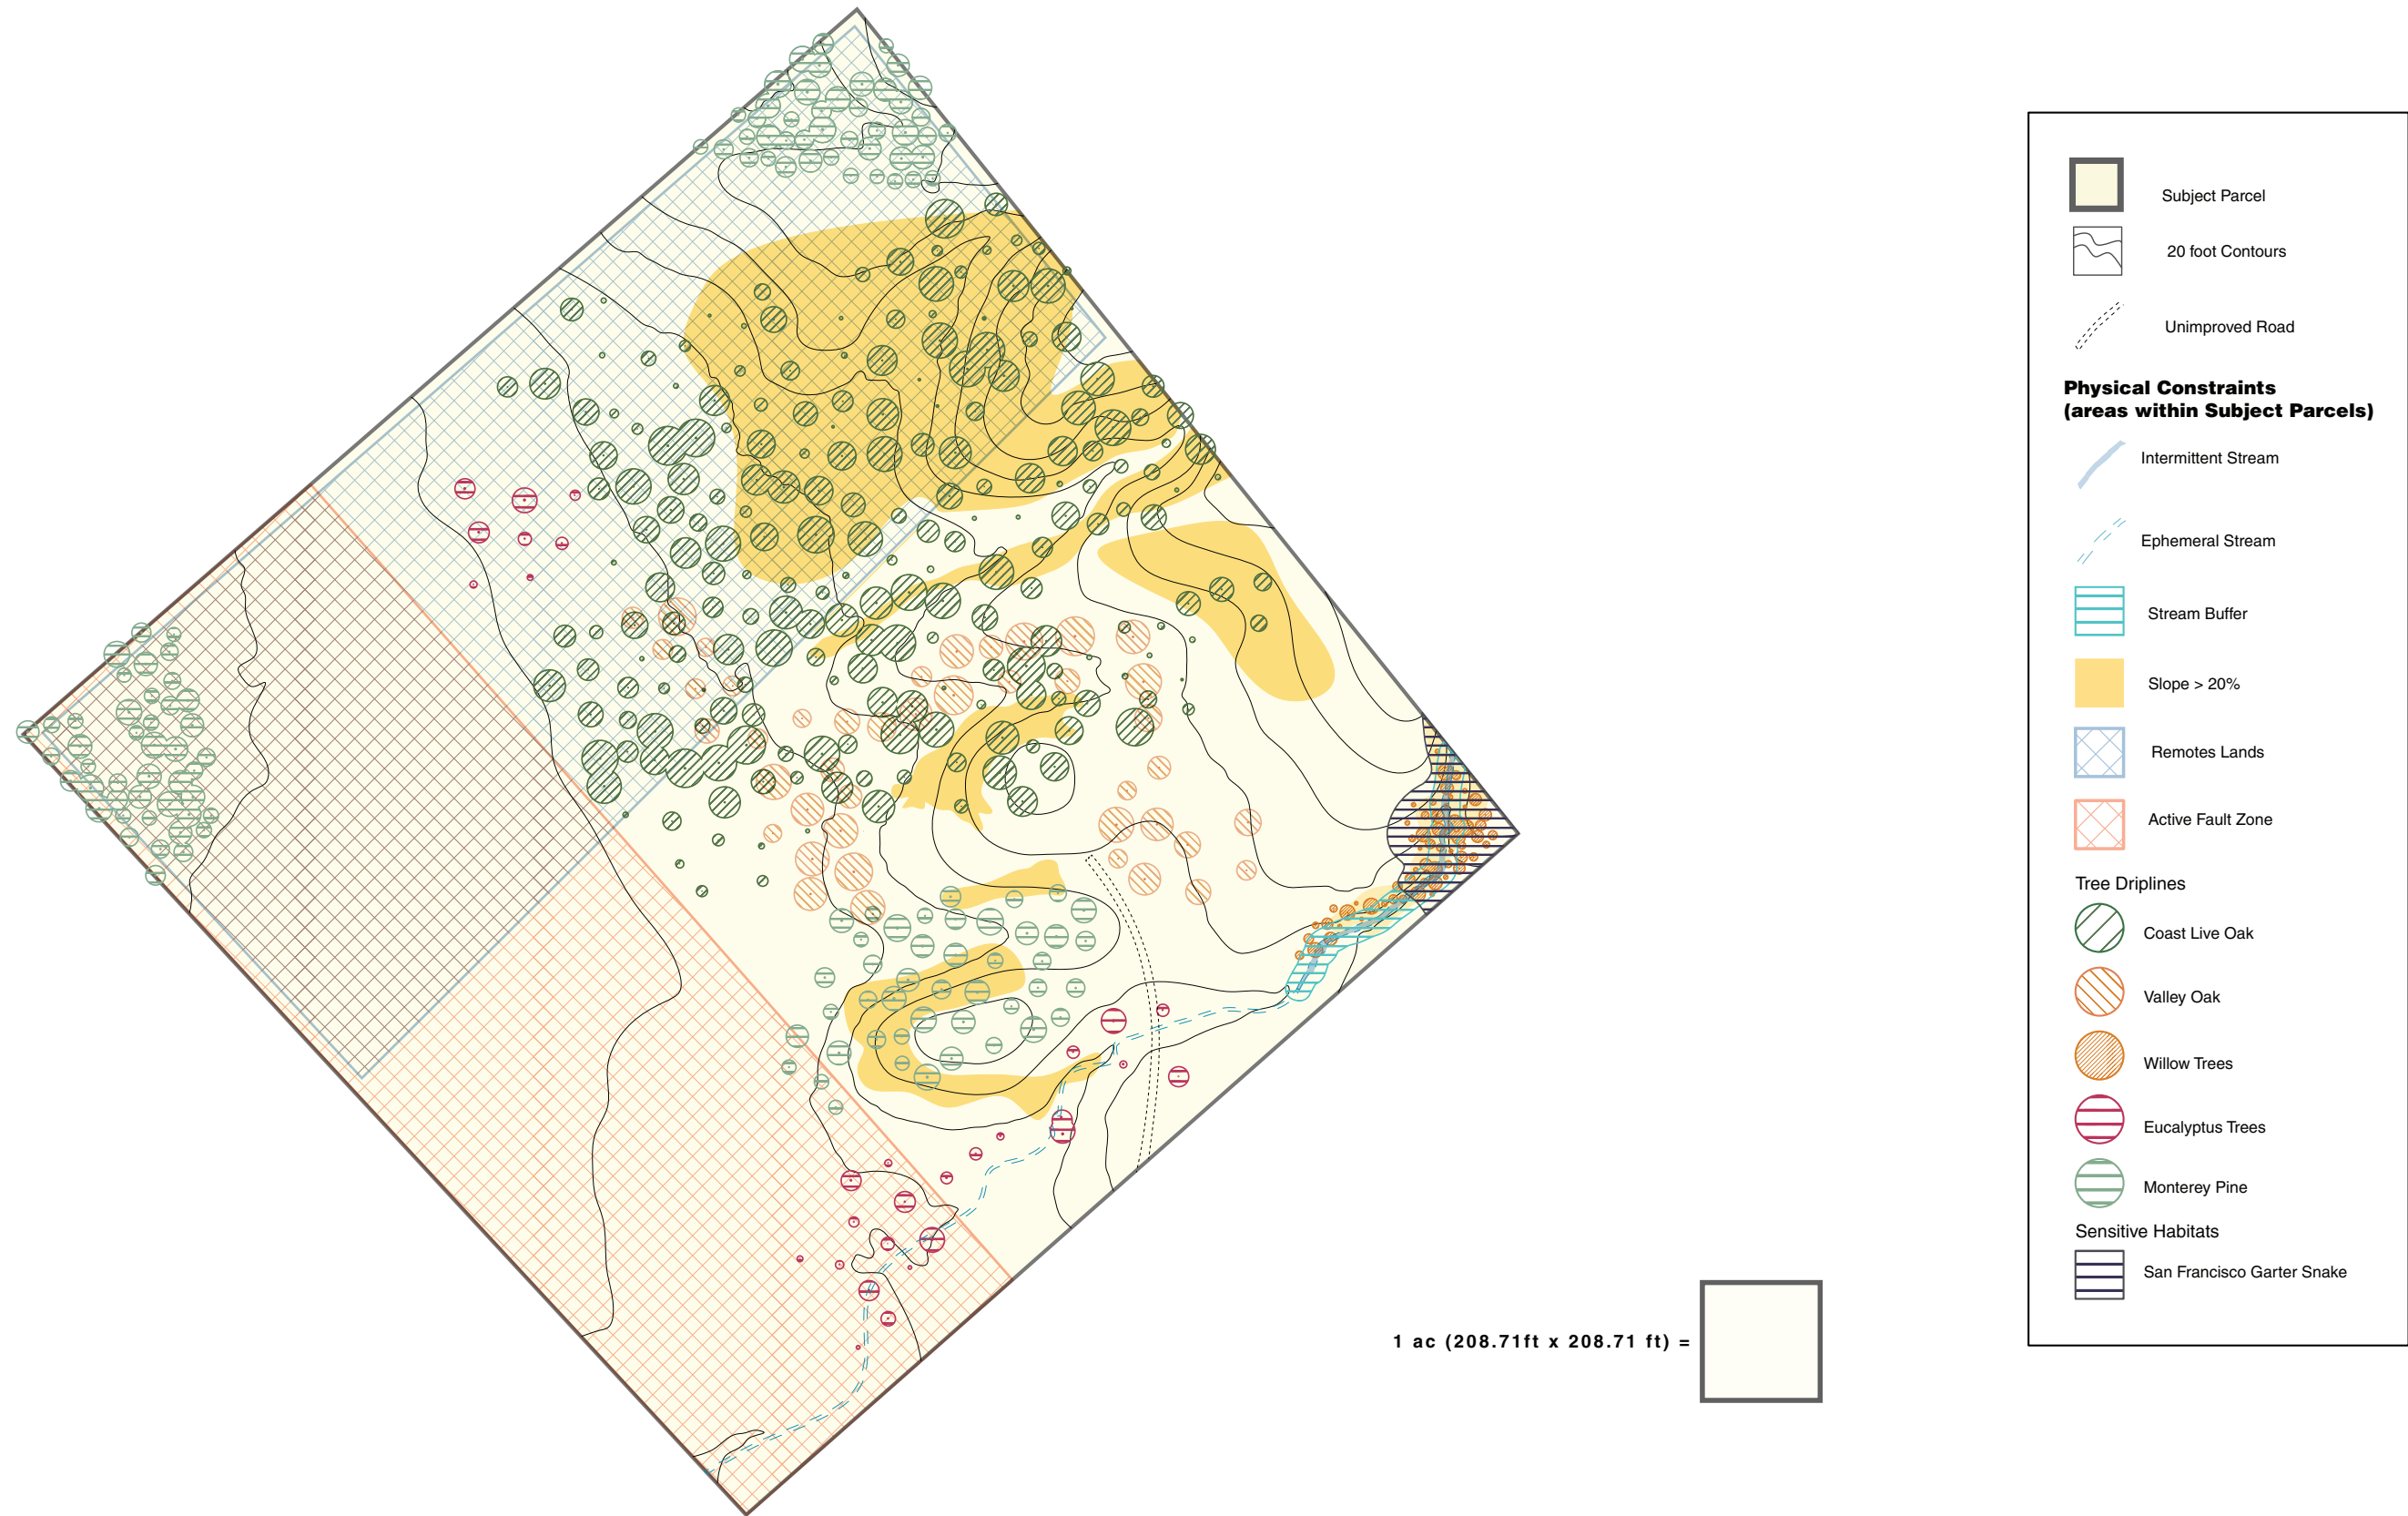 Subject Parcel
20 foot Contours
Unimproved Road
Physical Constraints
(areas within Subject Parcels)
Intermittent Stream
Ephemeral Stream
Stream Buffer
Slope > 20%
Remotes Lands
Active Fault Zone
Tree Driplines
Coast Live Oak
Valley Oak
Willow Trees
Eucalyptus Trees
Monterey Pine
Sensitive Habitats
San Francisco Garter Snake
1 ac (208.71ft x 208.71 ft) =